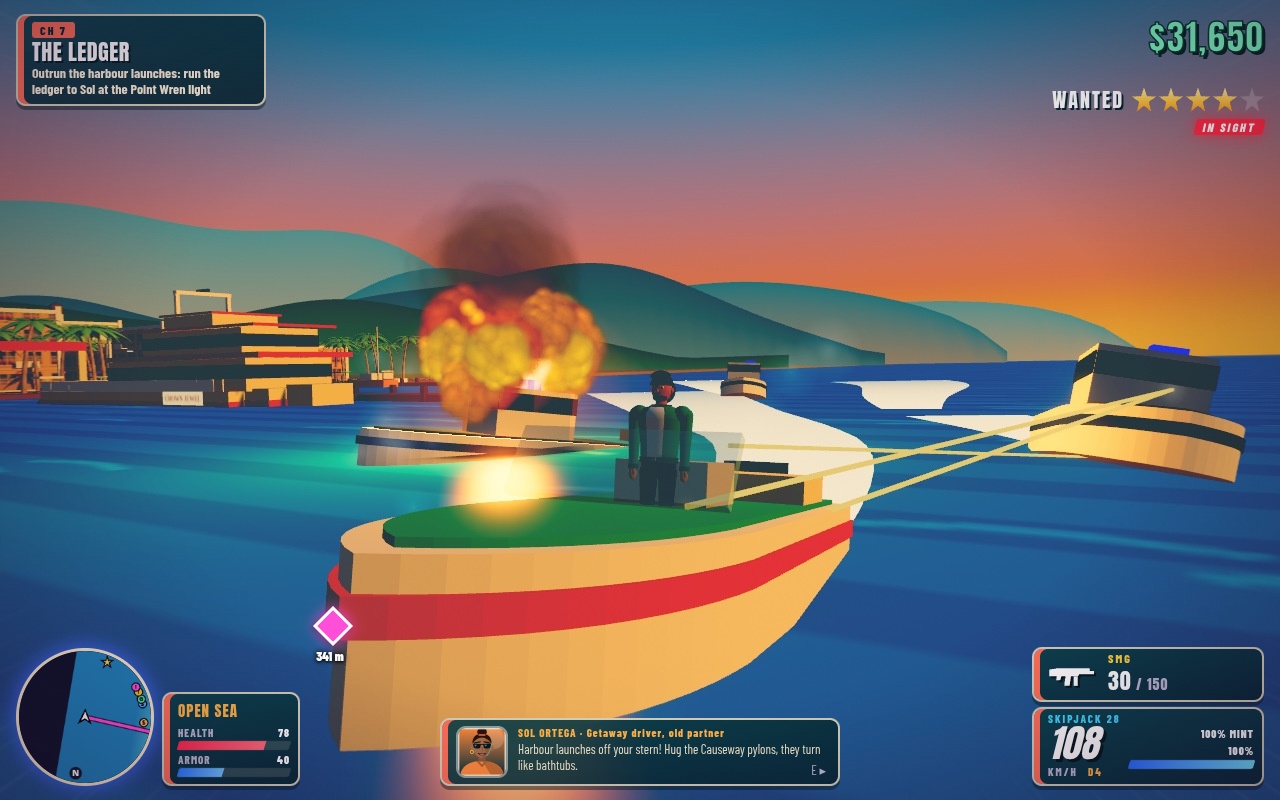 CH 7
THE LEDGER
Outrun the harbour launches: run the
ledger to Sol at the Point Wren light
$31,650
WANTED
IN SIGHT
CROWN JEWEL
341 m
N
OPEN SEA
HEALTH 78
ARMOR 40
SOL ORTEGA · Getaway driver, old partner
Harbour launches off your stern! Hug the Causeway pylons, they turn
like bathtubs.
E ▸
SMG
30 / 150
SKIPJACK 28
108
KM/H D4
100% MINT
100%